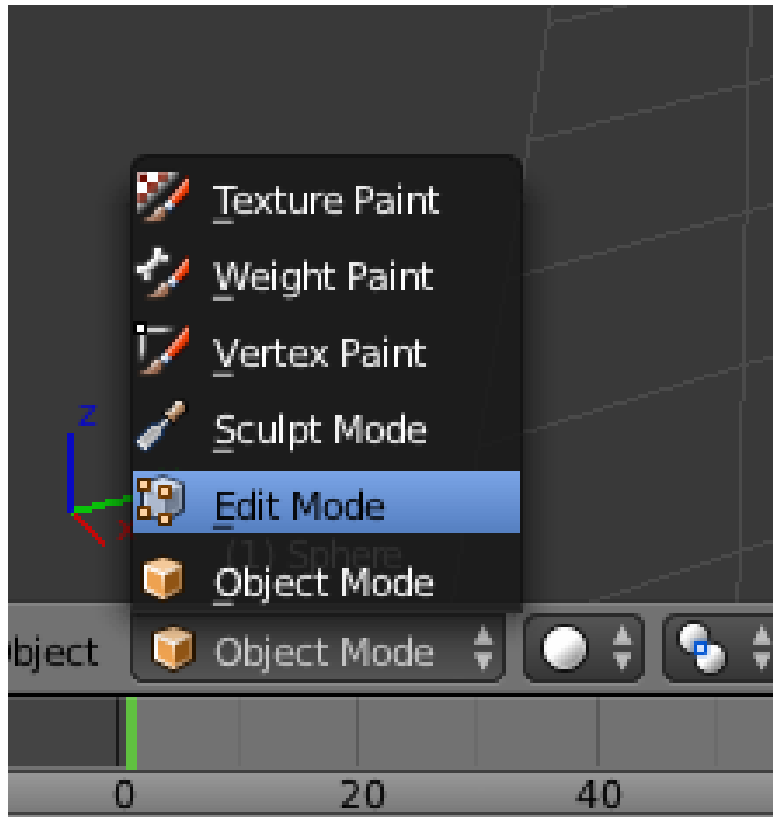 Texture Paint
Weight Paint
Vertex Paint
Z
Sculpt Mode
Edit Mode
X
(1) Sphere
Object Mode
bject
Object Mode
0 20 40